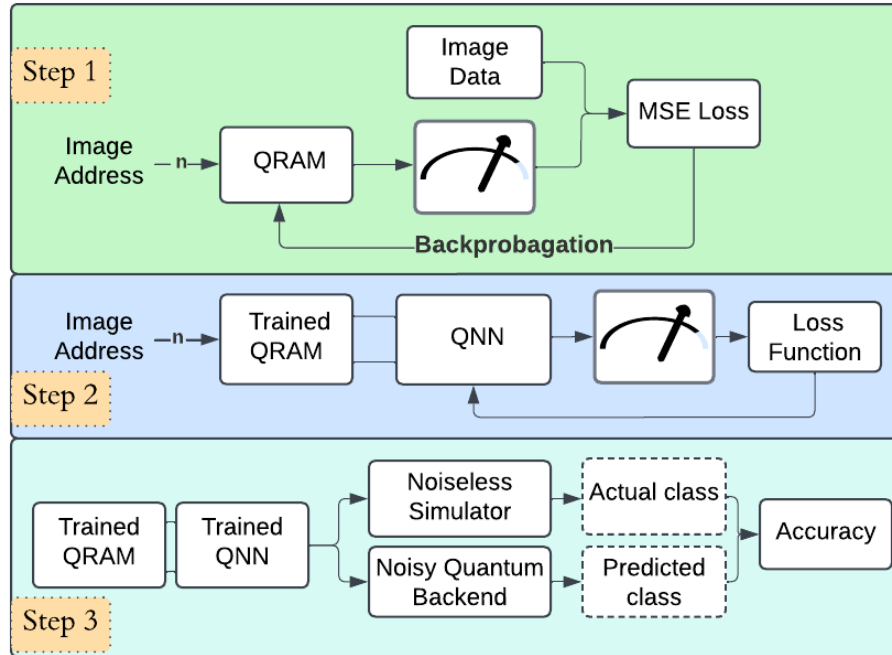 Step 1
Image
Data
MSE Loss
Image
Address
n
QRAM
Backprobagation
Image
Address
n
Trained
QRAM
QNN
Loss
Function
Step 2
Noiseless
Simulator
Actual class
Trained
QRAM
Trained
QNN
Accuracy
Noisy Quantum
Backend
Predicted
class
Step 3